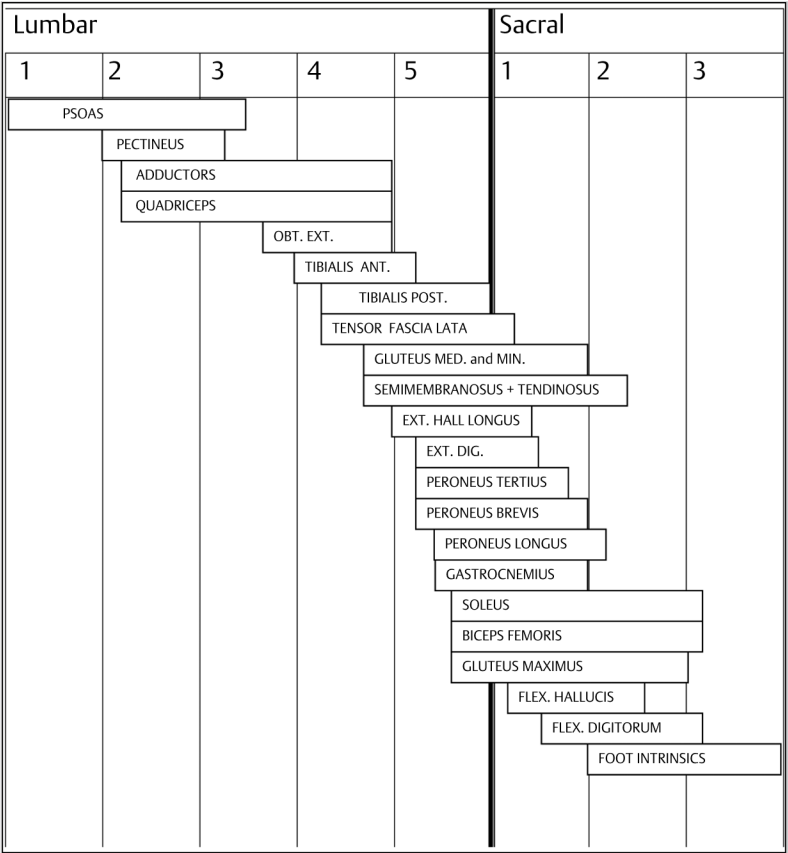 Lumbar Sacral
1 2 3 4 5 1 2 3
PSOAS
PECTINEUS
ADDUCTORS
QUADRICEPS
OBT. EXT.
TIBIALIS ANT.
TIBIALIS POST.
TENSOR FASCIA LATA
GLUTEUS MED. and MIN.
SEMIMEMBRANOSUS + TENDINOSUS
EXT. HALL LONGUS
EXT. DIG.
PERONEUS TERTIUS
PERONEUS BREVIS
PERONEUS LONGUS
GASTROCNEMIUS
SOLEUS
BICEPS FEMORIS
GLUTEUS MAXIMUS
FLEX. HALLUCIS
FLEX. DIGITORUM
FOOT INTRINSICS